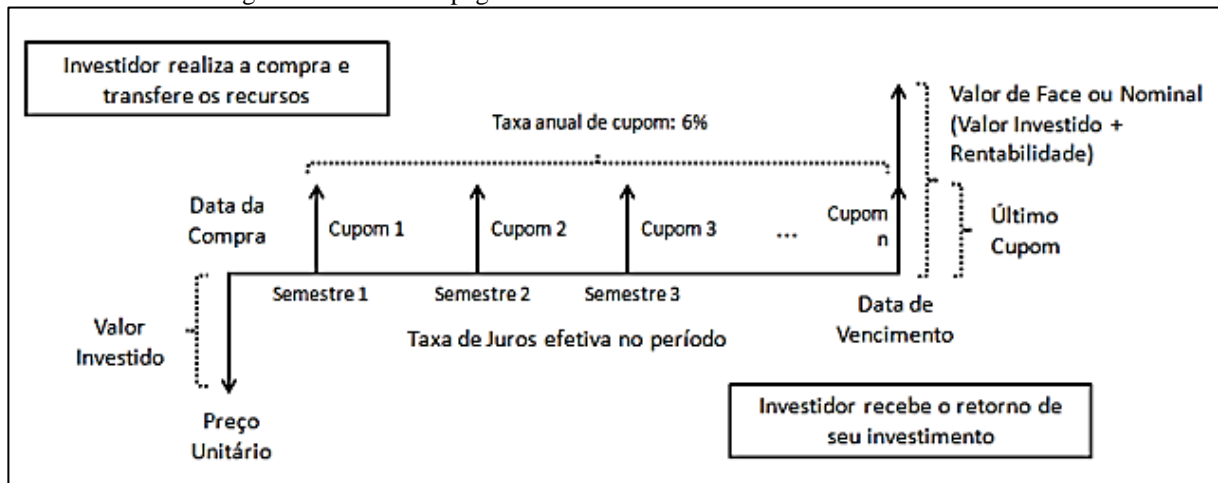 Investidor realiza a compra e
transfere os recursos
Taxa anual de cupom: 6%
Valor de Face ou Nominal
(Valor Investido +
Rentabilidade)
Data da
Compra
Cupom 1
Cupom 2
Cupom 3
...
Cupom
n
Último
Cupom
Semestre 1
Semestre 2
Semestre 3
Data de
Vencimento
Valor
Investido
Taxa de Juros efetiva no período
Preço
Unitário
Investidor recebe o retorno de
seu investimento